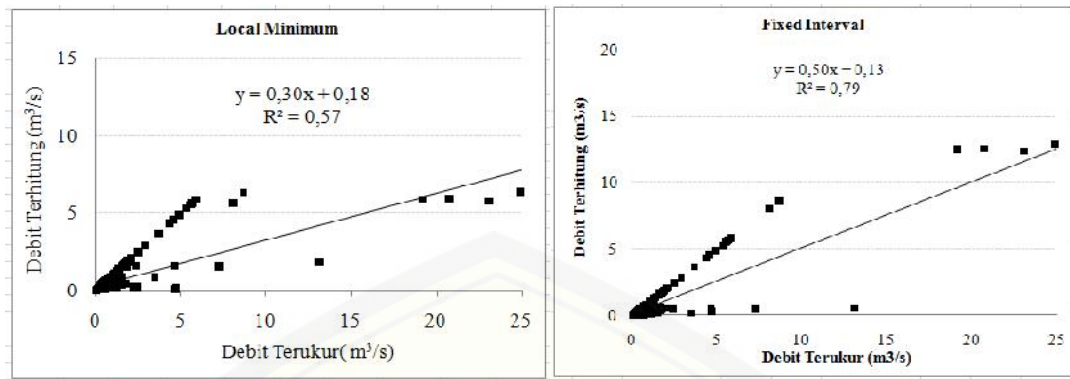 Local Minimum
15
10
5
0
y = 0,30x + 0,18
R² = 0,57
0 5 10 15 20 25
Debit Terhitung (m³/s)
Debit Terukur( m³/s)
Fixed Interval
20
15
10
5
0
y = 0,50x – 0,13
R² = 0,79
0 5 10 15 20 25
Debit Terhitung (m3/s)
Debit Terukur (m3/s)